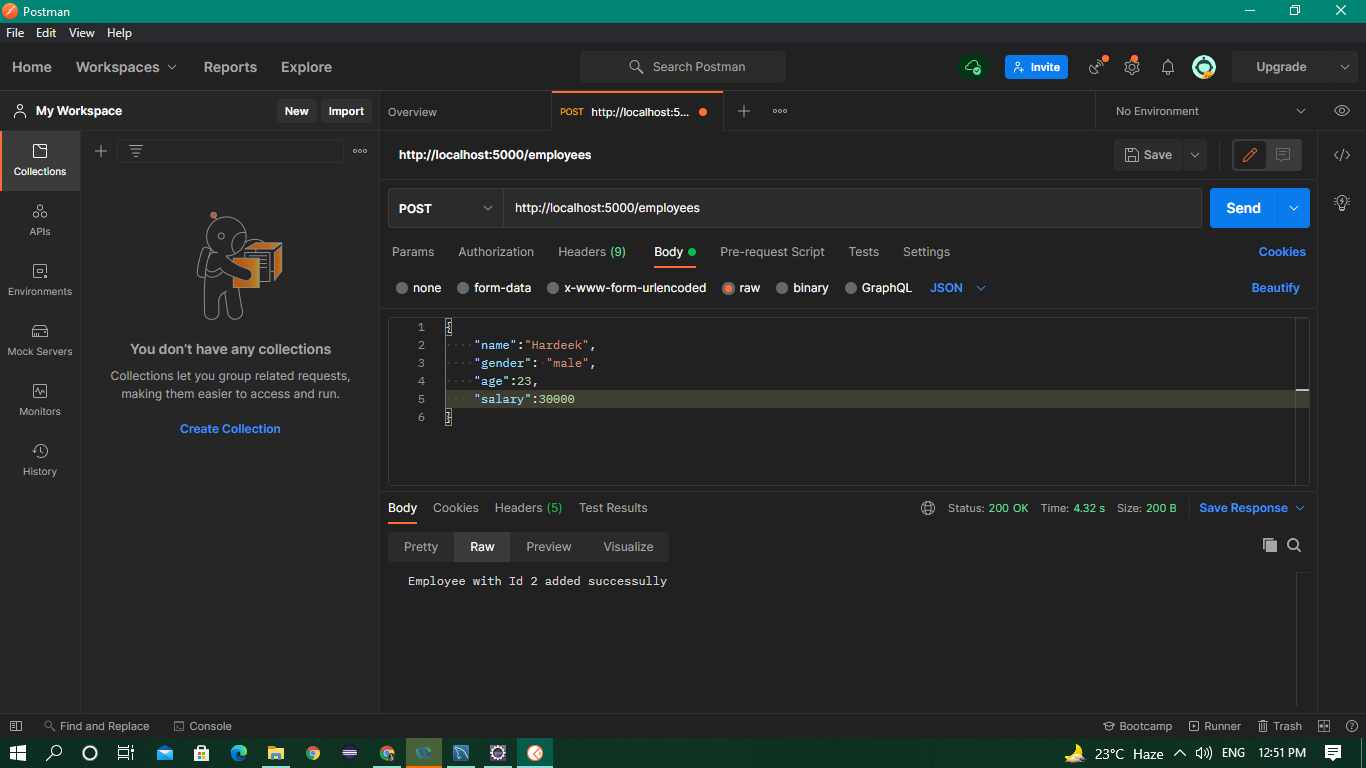 Postman
File Edit View Help
Home Workspaces Reports Explore Search Postman Invite Upgrade
My Workspace New Import Overview POST http://localhost:5... No Environment
http://localhost:5000/employees Save
Collections
APIs
Environments
Mock Servers
Monitors
History
You don't have any collections
Collections let you group related requests,
making them easier to access and run.
Create Collection
POST http://localhost:5000/employees Send
Params Authorization Headers (9) Body Pre-request Script Tests Settings Cookies
none form-data x-www-form-urlencoded raw binary GraphQL JSON Beautify
1 {
2 "name":"Hardeek",
3 "gender": "male",
4 "age":23,
5 "salary":30000
6 }
Body Cookies Headers (5) Test Results Status: 200 OK Time: 4.32 s Size: 200 B Save Response
Pretty Raw Preview Visualize
Employee with Id 2 added successully
Find and Replace Console Bootcamp Runner Trash
23°C Haze ENG 12:51 PM